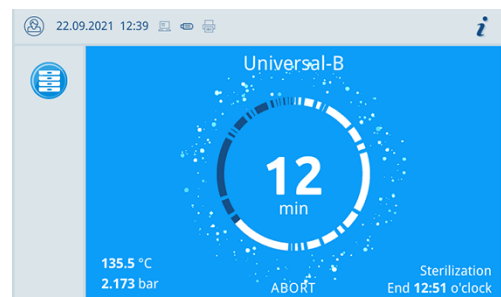 22.09.2021 12:39
i
Universal-B
12
min
135.5 °C
2.173 bar
ABORT
Sterilization
End 12:51 o'clock